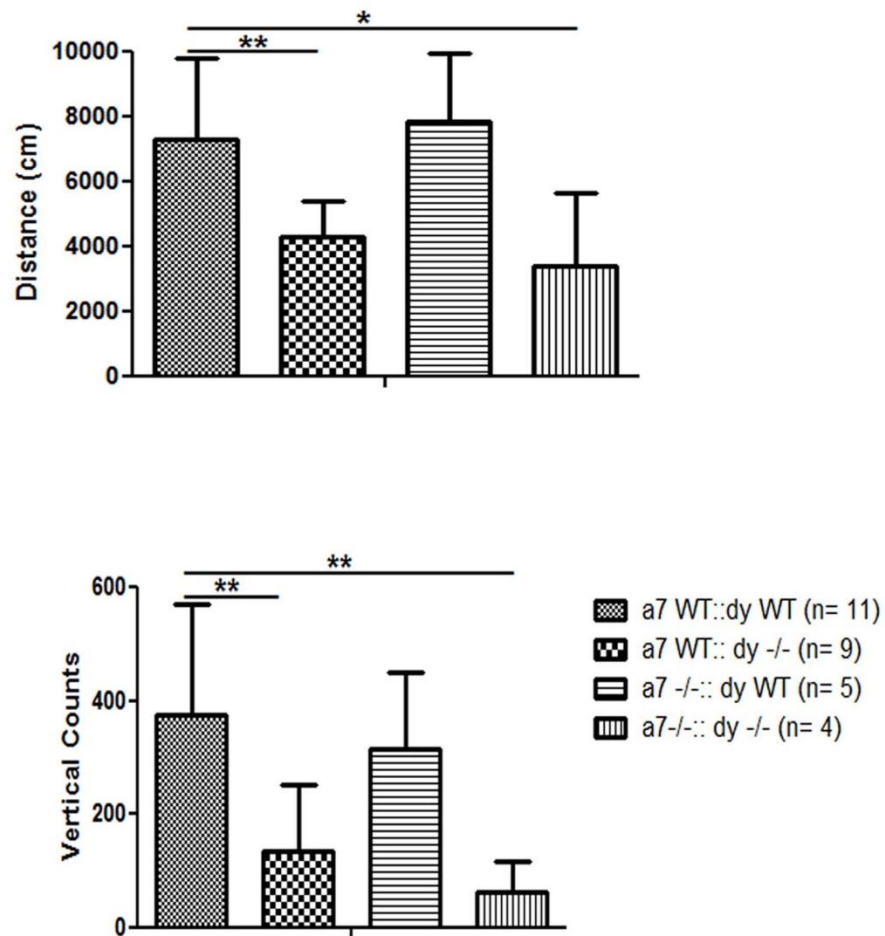 *
**
10000
8000
6000
4000
2000
0
Distance (cm)
**
**
600
400
200
0
Vertical Counts
a7 WT::dy WT (n= 11)
a7 WT:: dy -/- (n= 9)
a7 -/-:: dy WT (n= 5)
a7-/-:: dy -/- (n= 4)